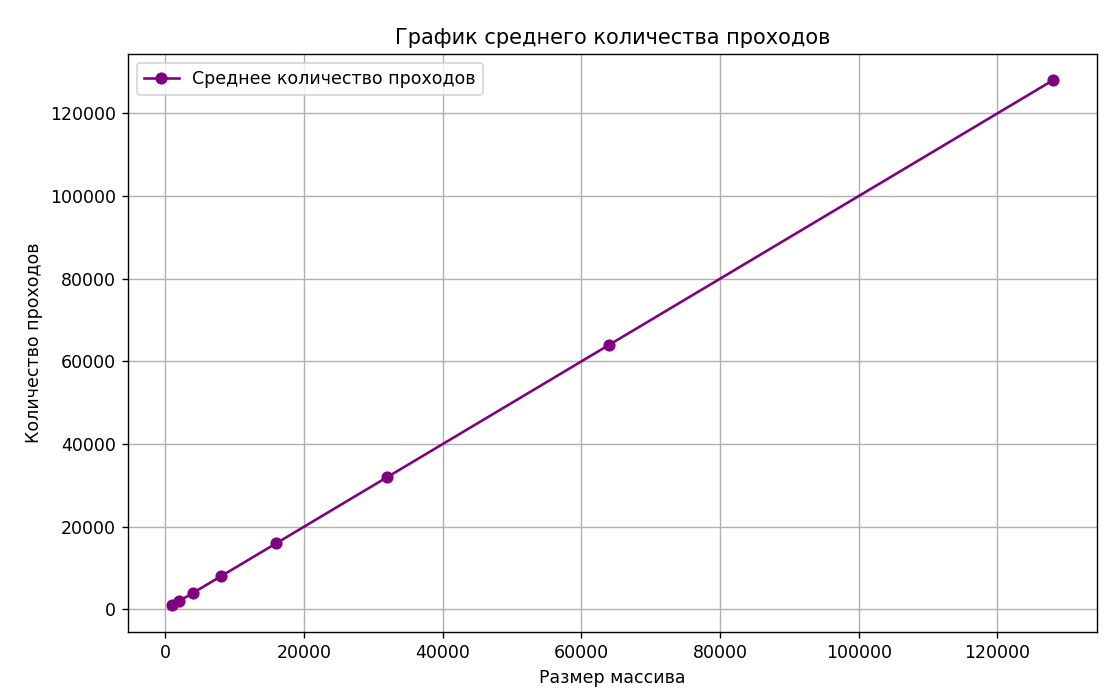 График среднего количества проходов
Среднее количество проходов
Количество проходов
120000
100000
80000
60000
40000
20000
0
0 20000 40000 60000 80000 100000 120000
Размер массива